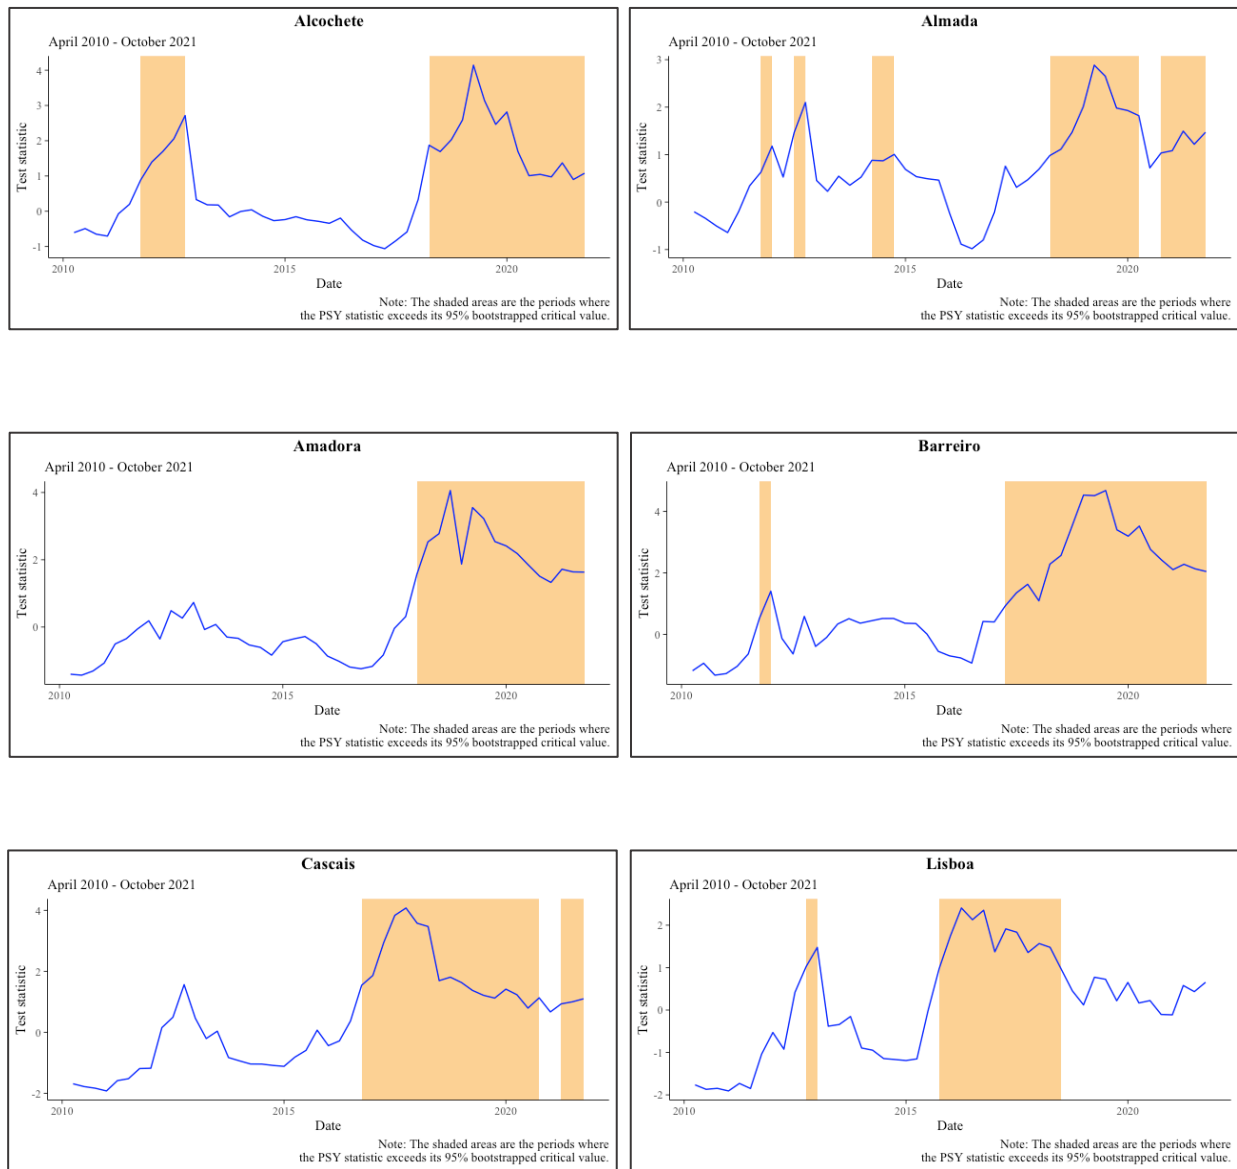 Alcochete
April 2010 - October 2021
4
3
2
1
0
-1
Test statistic
2010
2015
2020
Date
Note: The shaded areas are the periods where
the PSY statistic exceeds its 95% bootstrapped critical value.
Almada
April 2010 - October 2021
3
2
1
0
-1
Test statistic
2010
2015
2020
Date
Note: The shaded areas are the periods where
the PSY statistic exceeds its 95% bootstrapped critical value.
Amadora
April 2010 - October 2021
4
2
0
Test statistic
2010
2015
2020
Date
Note: The shaded areas are the periods where
the PSY statistic exceeds its 95% bootstrapped critical value.
Barreiro
April 2010 - October 2021
4
2
0
Test statistic
2010
2015
2020
Date
Note: The shaded areas are the periods where
the PSY statistic exceeds its 95% bootstrapped critical value.
Cascais
April 2010 - October 2021
4
2
0
-2
Test statistic
2010
2015
2020
Date
Note: The shaded areas are the periods where
the PSY statistic exceeds its 95% bootstrapped critical value.
Lisboa
April 2010 - October 2021
2
1
0
-1
-2
Test statistic
2010
2015
2020
Date
Note: The shaded areas are the periods where
the PSY statistic exceeds its 95% bootstrapped critical value.